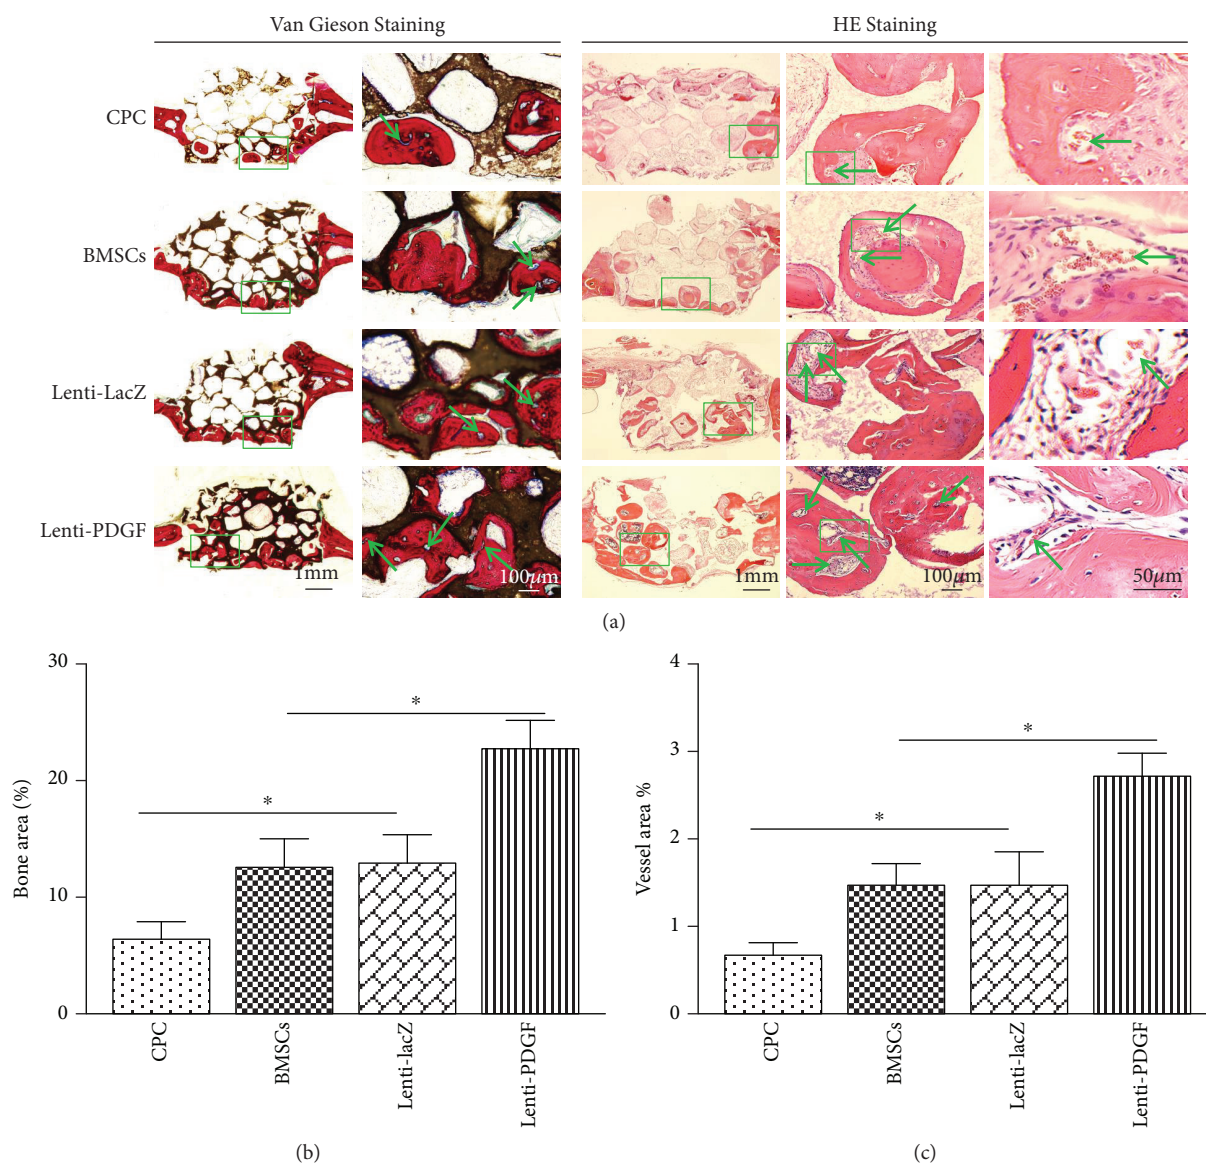 Van Gieson Staining
HE Staining
CPC
BMSCs
Lenti-LacZ
Lenti-PDGF
1mm
100µm
1mm
100µm
50µm
(a)
30
20
10
0
Bone area (%)
*
*
CPC
BMSCs
Lenti-lacZ
Lenti-PDGF
(b)
4
3
2
1
0
Vessel area %
*
*
CPC
BMSCs
Lenti-lacZ
Lenti-PDGF
(c)